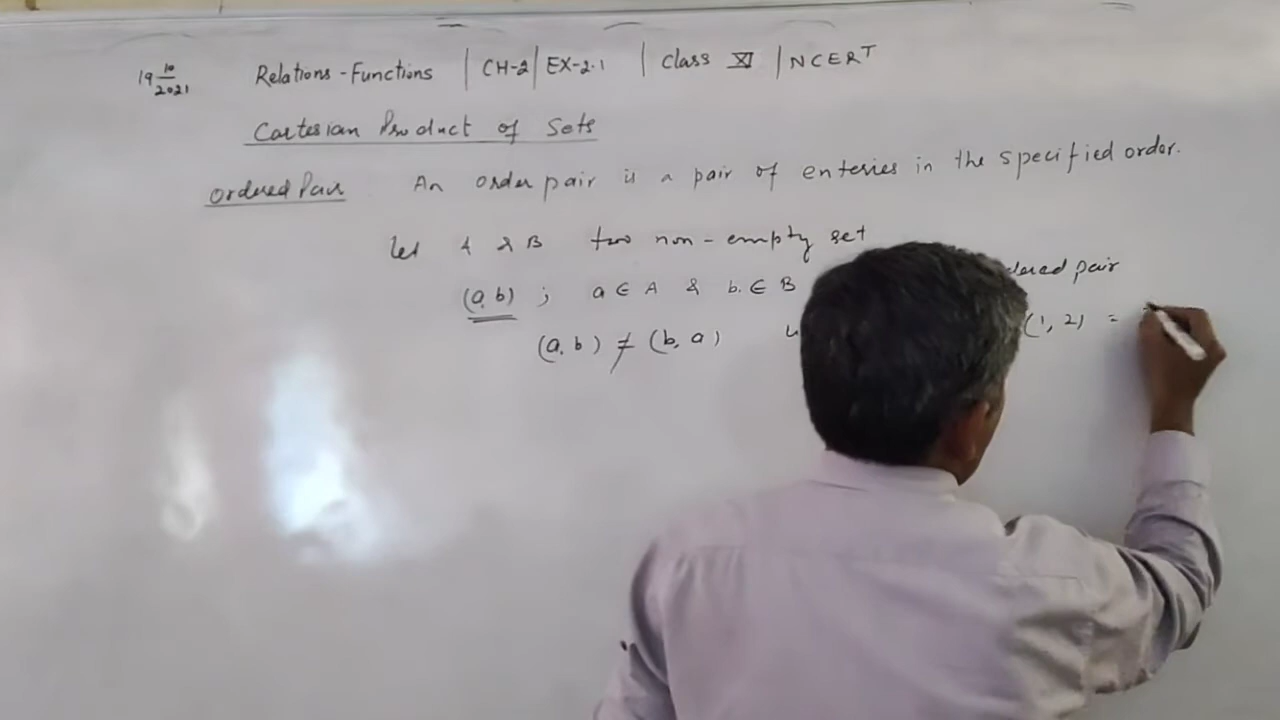 19 10/2021 Relations - Functions | CH-2 | EX-2.1 | Class XI | NCERT
Cartesian Product of Sets
Ordered Pair An order pair is a pair of enteries in the specified order.
Let A & B two non-empty set
(a, b) ; a ∈ A & b ∈ B pair
(a, b) ≠ (b, a) (1, 2) =